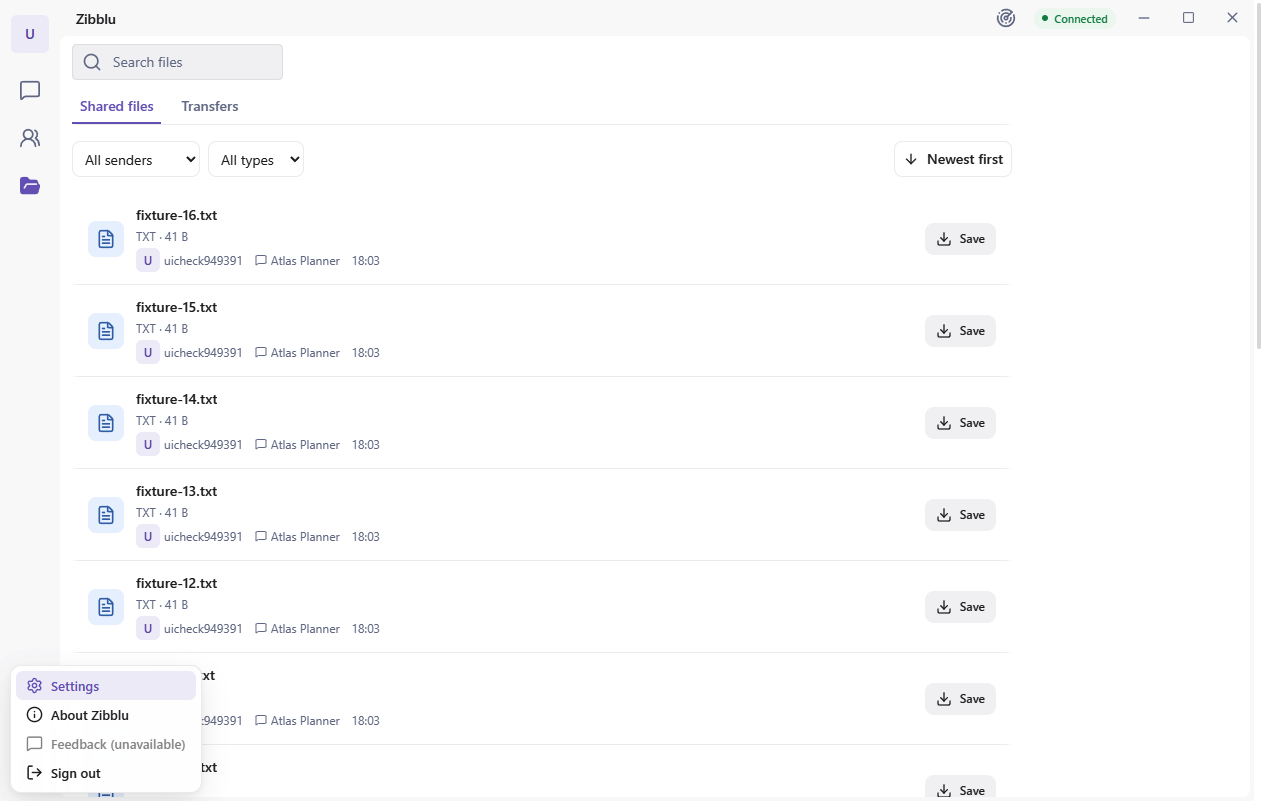 U
Zibblu
Connected
Search files
Shared files
Transfers
All senders
All types
Newest first
fixture-16.txt
TXT · 41 B
U uicheck949391 Atlas Planner 18:03
Save
fixture-15.txt
TXT · 41 B
U uicheck949391 Atlas Planner 18:03
Save
fixture-14.txt
TXT · 41 B
U uicheck949391 Atlas Planner 18:03
Save
fixture-13.txt
TXT · 41 B
U uicheck949391 Atlas Planner 18:03
Save
fixture-12.txt
TXT · 41 B
U uicheck949391 Atlas Planner 18:03
Save
xt
949391 Atlas Planner 18:03
Save
txt
Save
Settings
About Zibblu
Feedback (unavailable)
Sign out